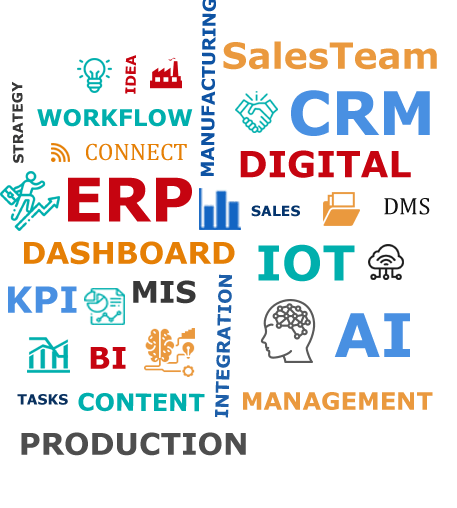 SalesTeam
IDEA
MANUFACTURING
STRATEGY
WORKFLOW
CRM
CONNECT
DIGITAL
ERP
SALES
DMS
DASHBOARD
IOT
KPI
MIS
INTEGRATION
AI
BI
TASKS
CONTENT
MANAGEMENT
PRODUCTION